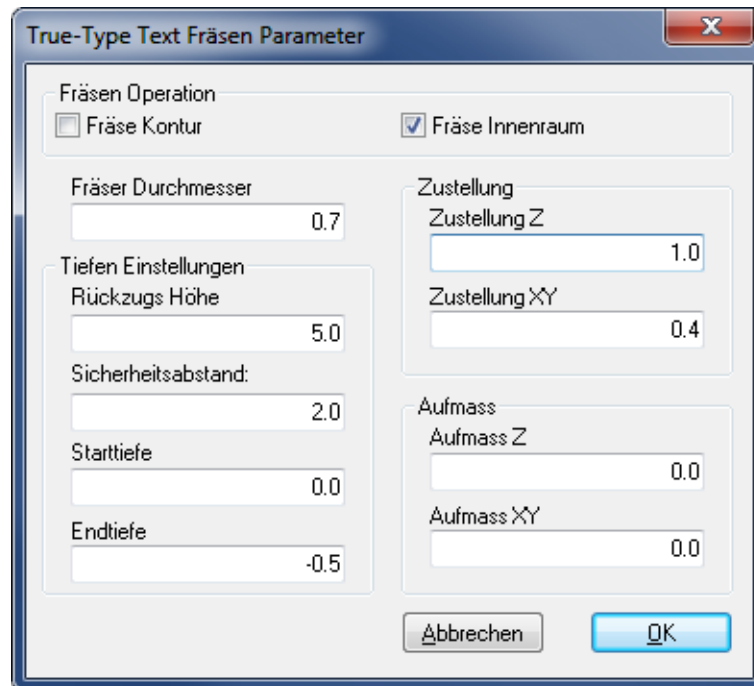 True-Type Text Fräsen Parameter
Fräsen Operation
Fräse Kontur
Fräse Innenraum
Fräser Durchmesser
0.7
Tiefen Einstellungen
Rückzugs Höhe
5.0
Sicherheitsabstand:
2.0
Starttiefe
0.0
Endtiefe
-0.5
Zustellung
Zustellung Z
1.0
Zustellung XY
0.4
Aufmass
Aufmass Z
0.0
Aufmass XY
0.0
Abbrechen
OK